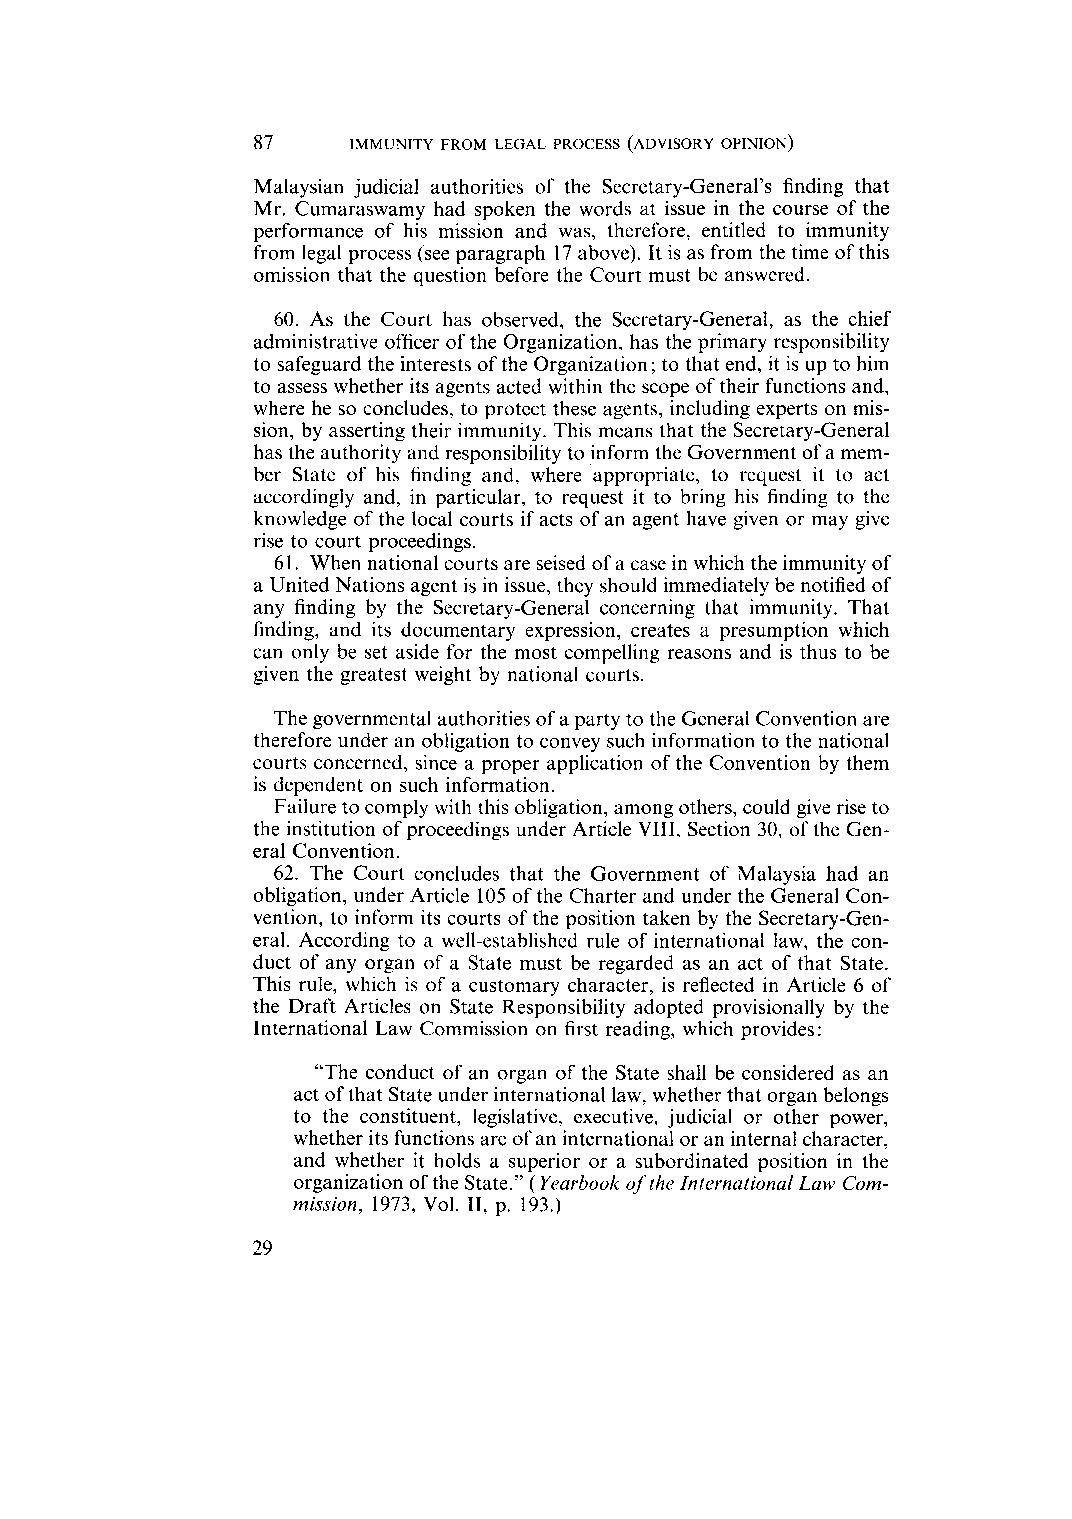 87 IMMUNITY FROM LEGAL PROCESS (ADVISORY OPINION)
Malaysian judicial authorities of the Secretary-General's finding that
Mr. Cumaraswamy had spoken the words at issue in the course of the
performance of his mission and was, therefore, entitled to immunity
from legal process (see paragraph 17 above). It is as from the time of this
omission that the question before the Court must be answered.
60. As the Court has observed, the Secretary-General, as the chief
administrative officer of the Organization, has the primary responsibility
to safeguard the interests of the Organization; to that end, it is up to him
to assess whether its agents acted within the scope of their functions and,
where he so concludes, to protect these agents, including experts on mis-
sion, by asserting their immunity. This means that the Secretary-General
has the authority and responsibility to inform the Government of a mem-
ber State of his finding and, where appropriate, to request it to act
accordingly and, in particular, to request it to bring his finding to the
knowledge of the local courts if acts of an agent have given or may give
rise to court proceedings.
61. When national courts are seised of a case in which the immunity of
a United Nations agent is in issue, they should immediately be notified of
any finding by the Secretary-General concerning that immunity. That
finding, and its documentary expression, creates a presumption which
can only be set aside for the most compelling reasons and is thus to be
given the greatest weight by national courts.
The governmental authorities of a party to the General Convention are
therefore under an obligation to convey such information to the national
courts concerned, since a proper application of the Convention by them
is dependent on such information.
Failure to comply with this obligation, among others, could give rise to
the institution of proceedings under Article VIII, Section 30, of the Gen-
eral Convention.
62. The Court concludes that the Government of Malaysia had an
obligation, under Article 105 of the Charter and under the General Con-
vention, to inform its courts of the position taken by the Secretary-Gen-
eral. According to a well-established rule of international law, the con-
duct of any organ of a State must be regarded as an act of that State.
This rule, which is of a customary character, is reflected in Article 6 of
the Draft Articles on State Responsibility adopted provisionally by the
International Law Commission on first reading, which provides:
"The conduct of an organ of the State shall be considered as an
act of that State under international law, whether that organ belongs
to the constituent, legislative, executive, judicial or other power,
whether its functions are of an international or an internal character,
and whether it holds a superior or a subordinated position in the
organization of the State." (Yearbook of the International Law Com-
mission, 1973, Vol. II, p. 193.)
29